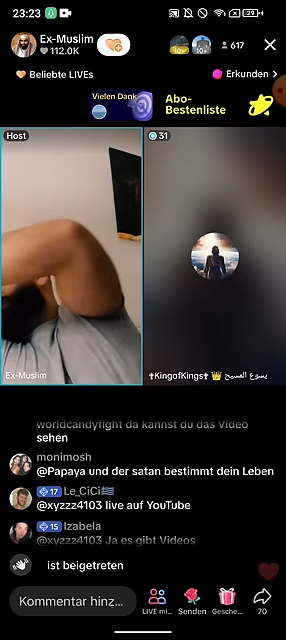 23:23
29
Ex-Muslim
112.0K
10+
617
Beliebte LIVEs
Erkunden >
Vielen Dank
Abo-
Bestenliste
Host
31
Ex-Muslim
✝KingofKings✝ 👑 يسوع المسيح
worldcandyfight da kannst du das Video
sehen
monimosh
@Papaya und der satan bestimmt dein Leben
17 Le_CiCi🇬🇷
@xyzzz4103 live auf YouTube
15 Izabela
@xyzzz4103 Ja es gibt Videos
ist beigetreten
Kommentar hinz...
LIVE mi...
Senden
Gesche...
70